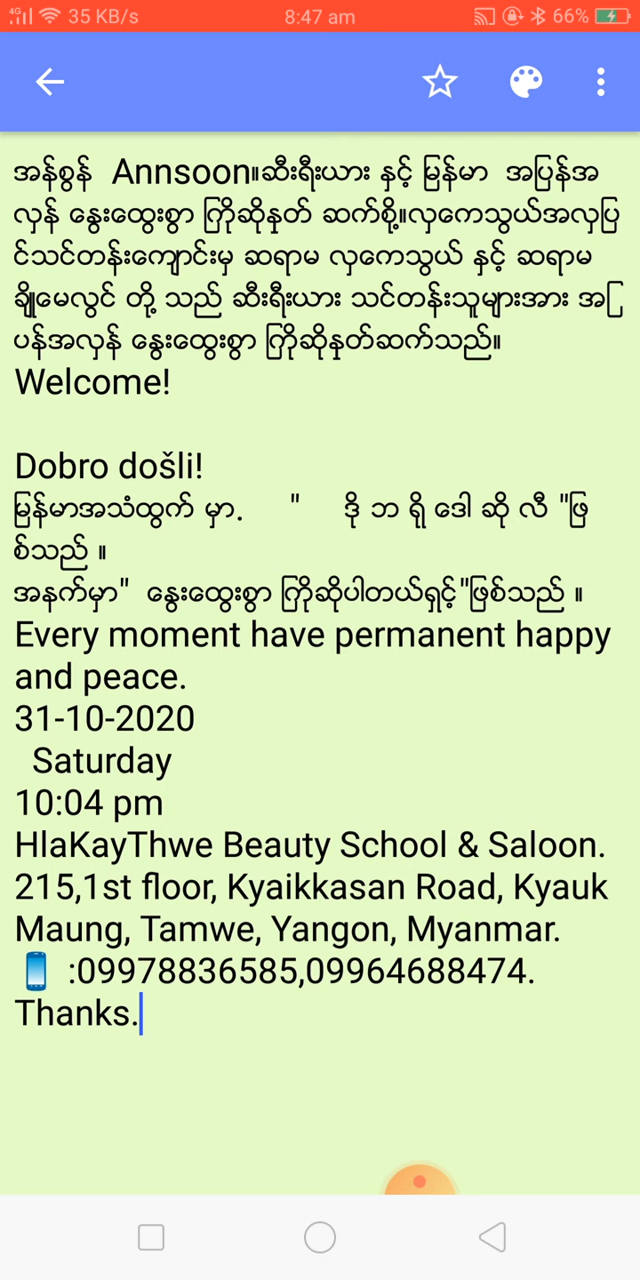 4G 35 KB/s 8:47 am 66%
အန်စွန် Annsoon။ဆီးရီးယား နှင့် မြန်မာ အပြန်အ
လှန် နွေးထွေးစွာ ကြိုဆိုနှုတ် ဆက်စို့။လှကေသွယ်အလှပြ
င်သင်တန်းကျောင်းမှ ဆရာမ လှကေသွယ် နှင့် ဆရာမ
ချိုမေလွင် တို့ သည် ဆီးရီးယား သင်တန်းသူများအား အပြ
ပန်အလှန် နွေးထွေးစွာ ကြိုဆိုနှုတ်ဆက်သည်။
Welcome!
Dobro došli!
မြန်မာအသံထွက် မှာ. " ဒို ဘ ရို ဒေါ ဆို လီ "ဖြ
စ်သည် ။
အနက်မှာ" နွေးထွေးစွာ ကြိုဆိုပါတယ်ရှင့်"ဖြစ်သည် ။
Every moment have permanent happy
and peace.
31-10-2020
Saturday
10:04 pm
HlaKayThwe Beauty School & Saloon.
215,1st floor, Kyaikkasan Road, Kyauk
Maung, Tamwe, Yangon, Myanmar.
📱 :09978836585,09964688474.
Thanks.